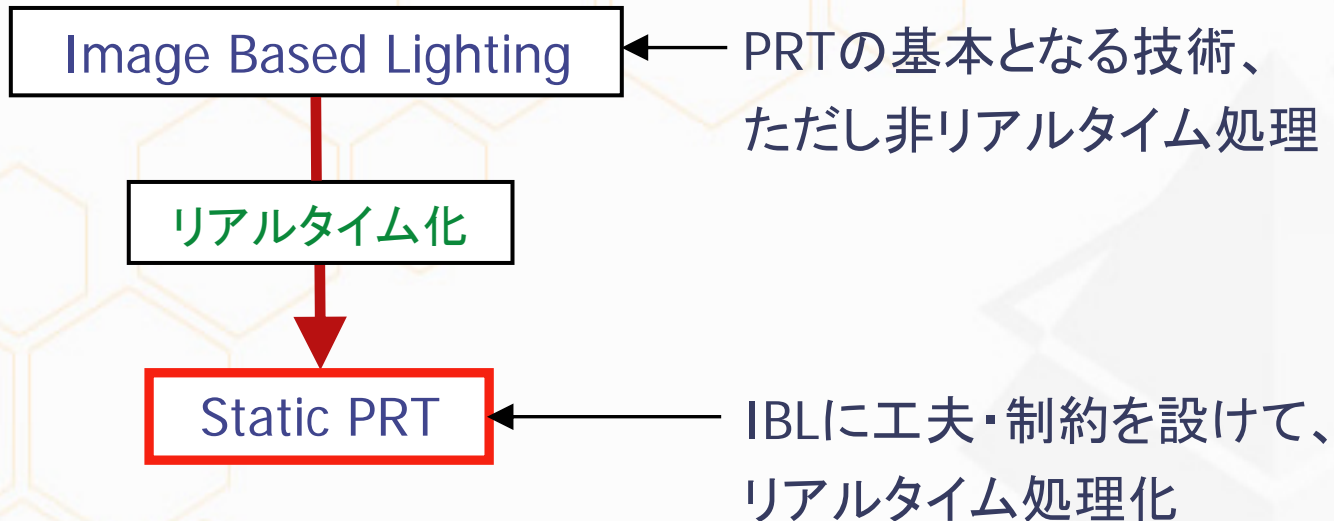 Image Based Lighting
PRTの基本となる技術、
ただし非リアルタイム処理
リアルタイム化
Static PRT
IBLに工夫・制約を設けて、
リアルタイム処理化